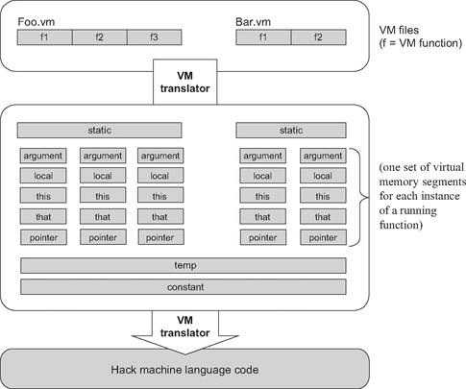 Foo.vm
Bar.vm
f1 f2 f3
f1 f2
VM files
(f = VM function)
VM
translator
static
static
argument argument argument argument argument
local local local local local
this this this this this
that that that that that
pointer pointer pointer pointer pointer
(one set of virtual
memory segments
for each instance
of a running
function)
temp
constant
VM
translator
Hack machine language code